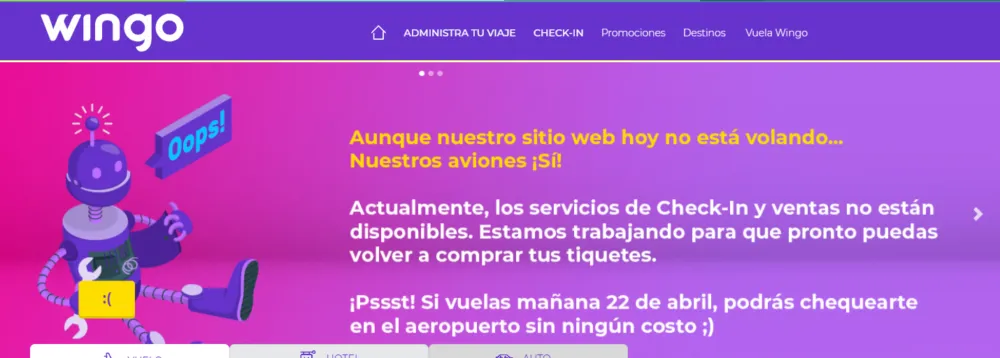 wingo
ADMINISTRA TU VIAJE CHECK-IN Promociones Destinos Vuela Wingo
Oops!
Aunque nuestro sitio web hoy no está volando...
Nuestros aviones ¡Sí!
Actualmente, los servicios de Check-In y ventas no están
disponibles. Estamos trabajando para que pronto puedas
volver a comprar tus tiquetes.
:(
¡Pssst! Si vuelas mañana 22 de abril, podrás chequearte
en el aeropuerto sin ningún costo ;)
VUELO HOTEL AUTO